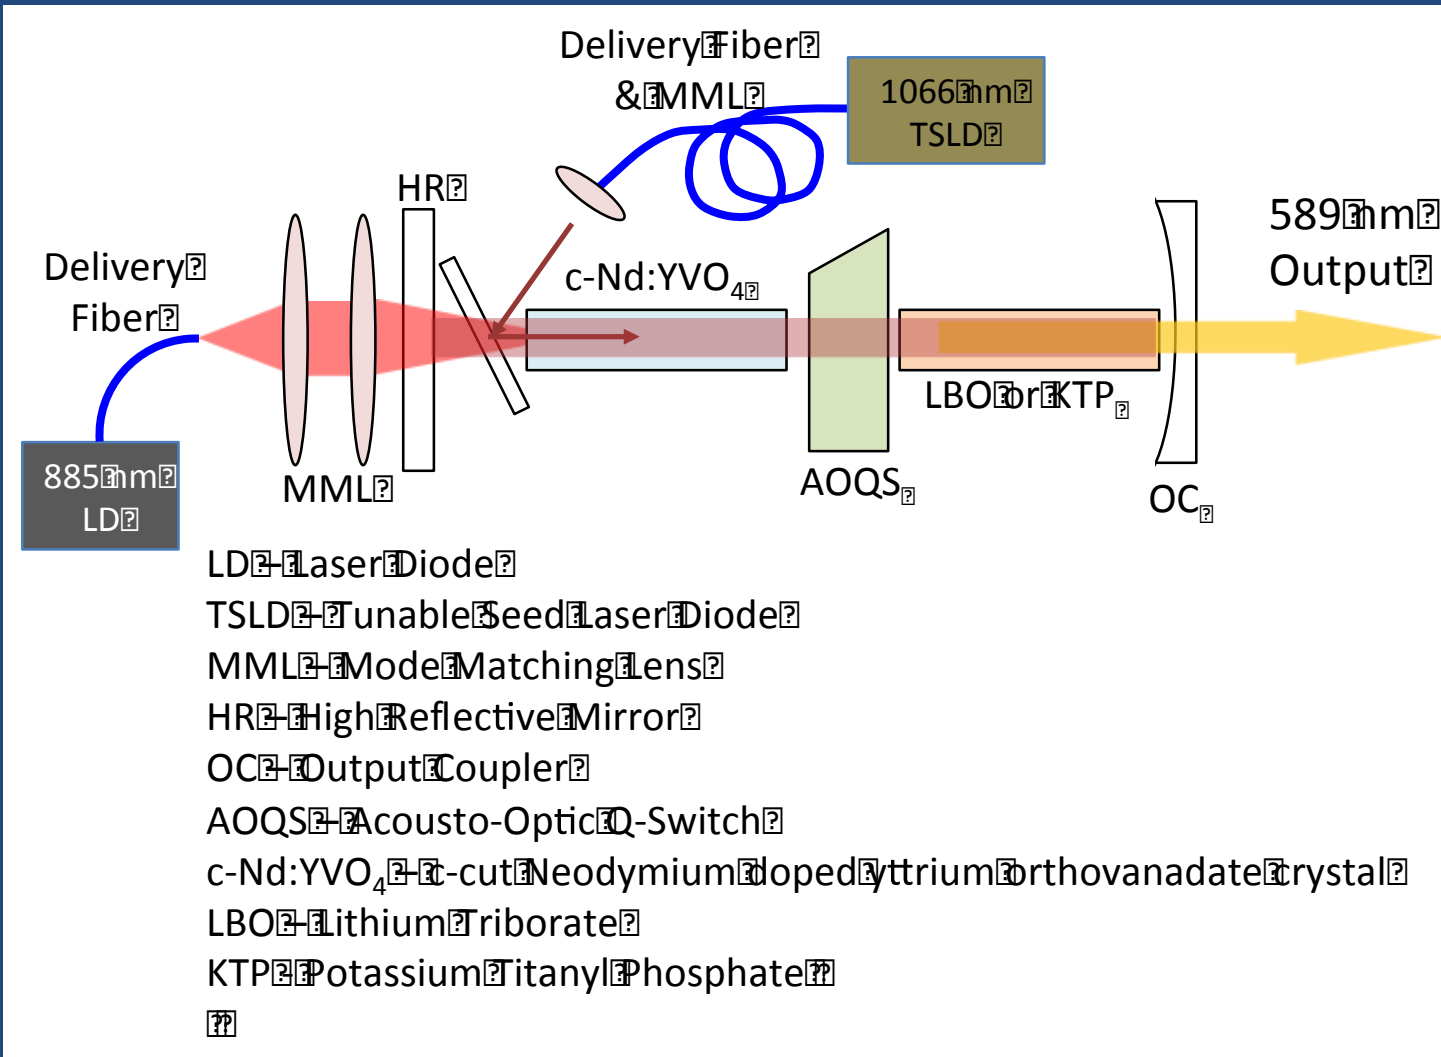 Delivery Fiber
& MML
1066 nm
TSLD
HR
589 nm
Output
Delivery
Fiber
c-Nd:YVO4
LBO or KTP
885 nm
LD
MML
AOQS
OC
LD – Laser Diode
TSLD – Tunable Seed Laser Diode
MML – Mode Matching Lens
HR – High Reflective Mirror
OC – Output Coupler
AOQS – Acousto-Optic Q-Switch
c-Nd:YVO4 – c-cut Neodymium doped yttrium orthovanadate crystal
LBO – Lithium Triborate
KTP – Potassium Titanyl Phosphate